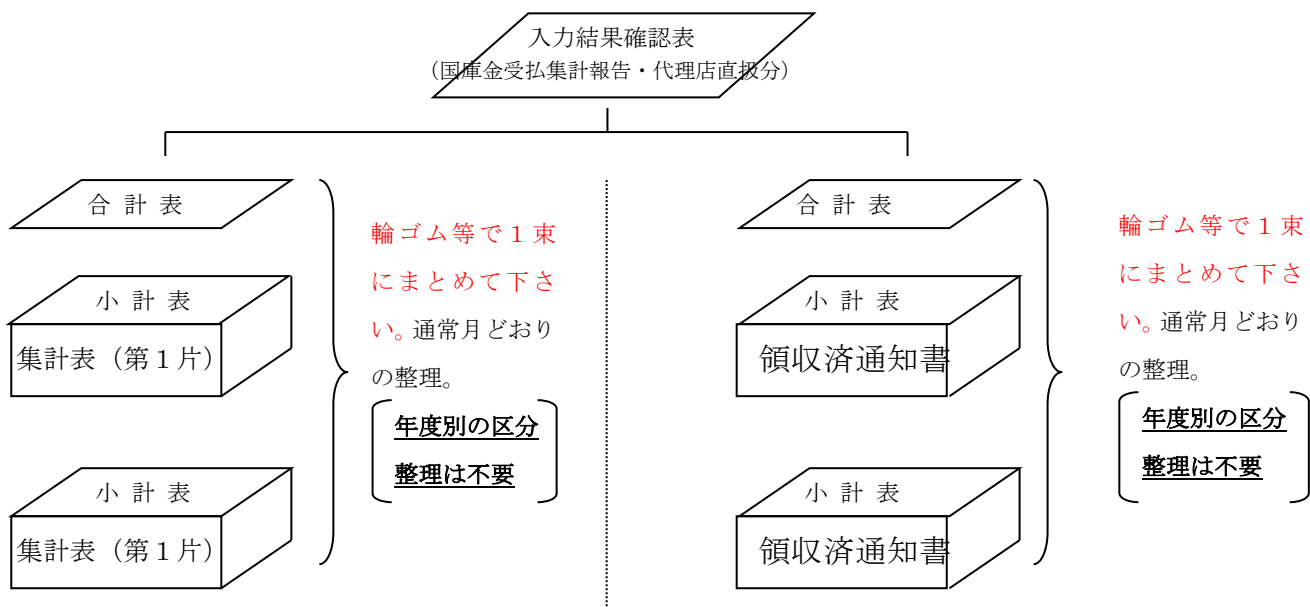 入力結果確認表
（国庫金受払集計報告・代理店直扱分）
合 計 表
小 計 表
集計表（第１片）
小 計 表
集計表（第１片）
輪ゴム等で１束
にまとめて下さ
い。通常月どおり
の整理。
年度別の区分
整理は不要
合 計 表
小 計 表
領収済通知書
小 計 表
領収済通知書
輪ゴム等で１束
にまとめて下さ
い。通常月どおり
の整理。
年度別の区分
整理は不要